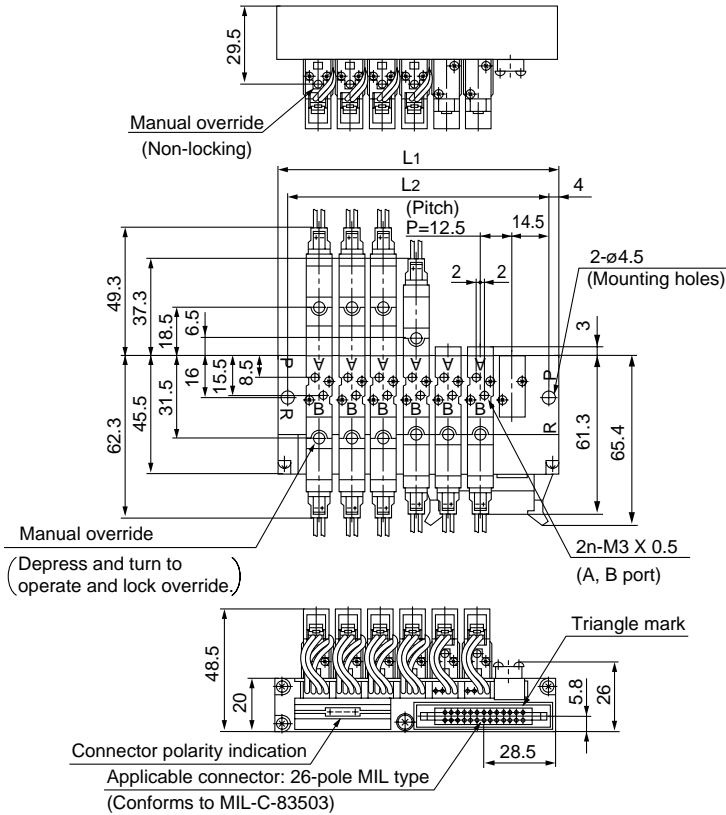 29.5
Manual override
(Non-locking)
L1
L2
4
(Pitch)
P=12.5
14.5
2-ø4.5
(Mounting holes)
2
2
49.3
37.3
18.5
6.5
3
P
A
A
A
A
A
A
P
8.5
15.5
16
31.5
45.5
62.3
R
B
B
B
B
B
B
R
61.3
65.4
Manual override
(Depress and turn to
operate and lock override.)
2n-M3 X 0.5
(A, B port)
Triangle mark
48.5
20
5.8
26
Connector polarity indication
28.5
Applicable connector: 26-pole MIL type
(Conforms to MIL-C-83503)